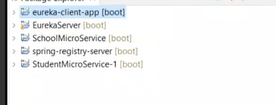 eureka-client-app [boot]
EurekaServer [boot]
SchoolMicroService [boot]
spring-registry-server [boot]
StudentMicroService-1 [boot]